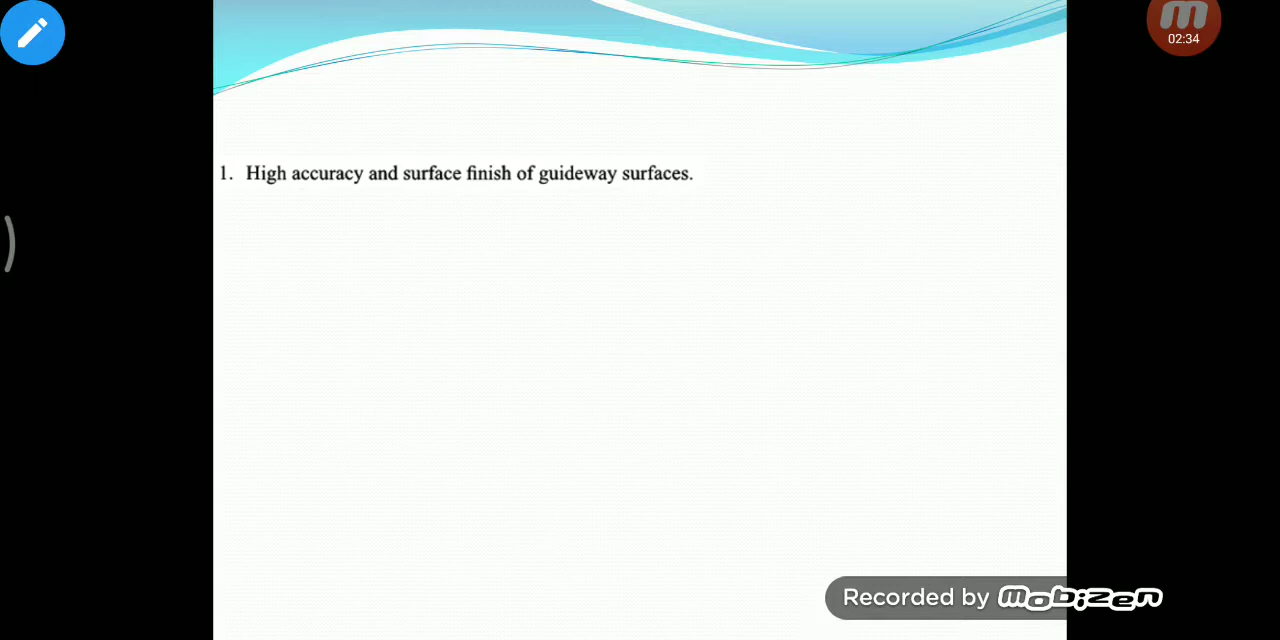 02:34
1. High accuracy and surface finish of guideway surfaces.
Recorded by mobizen